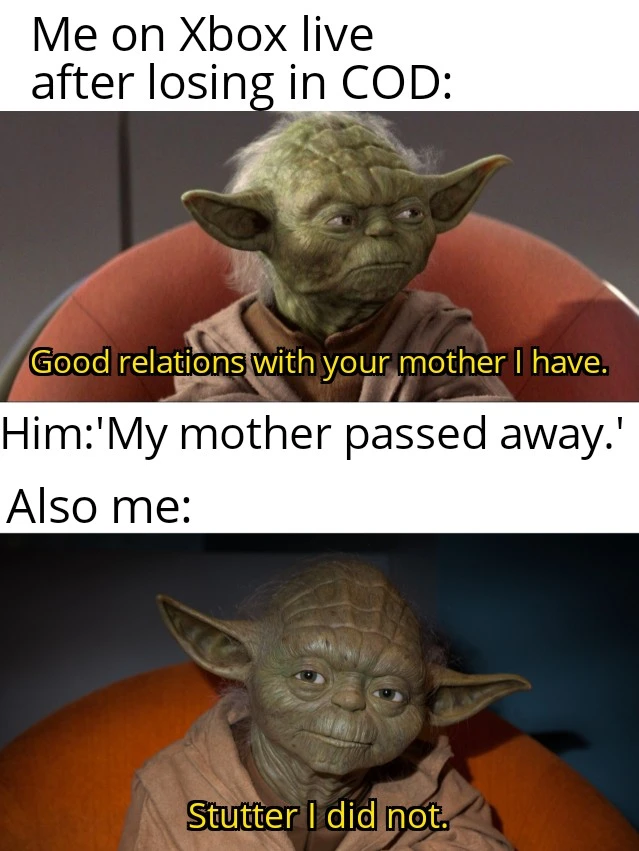 Me on Xbox live
after losing in COD:
Good relations with your mother I have.
Him:'My mother passed away.'
Also me:
Stutter I did not.